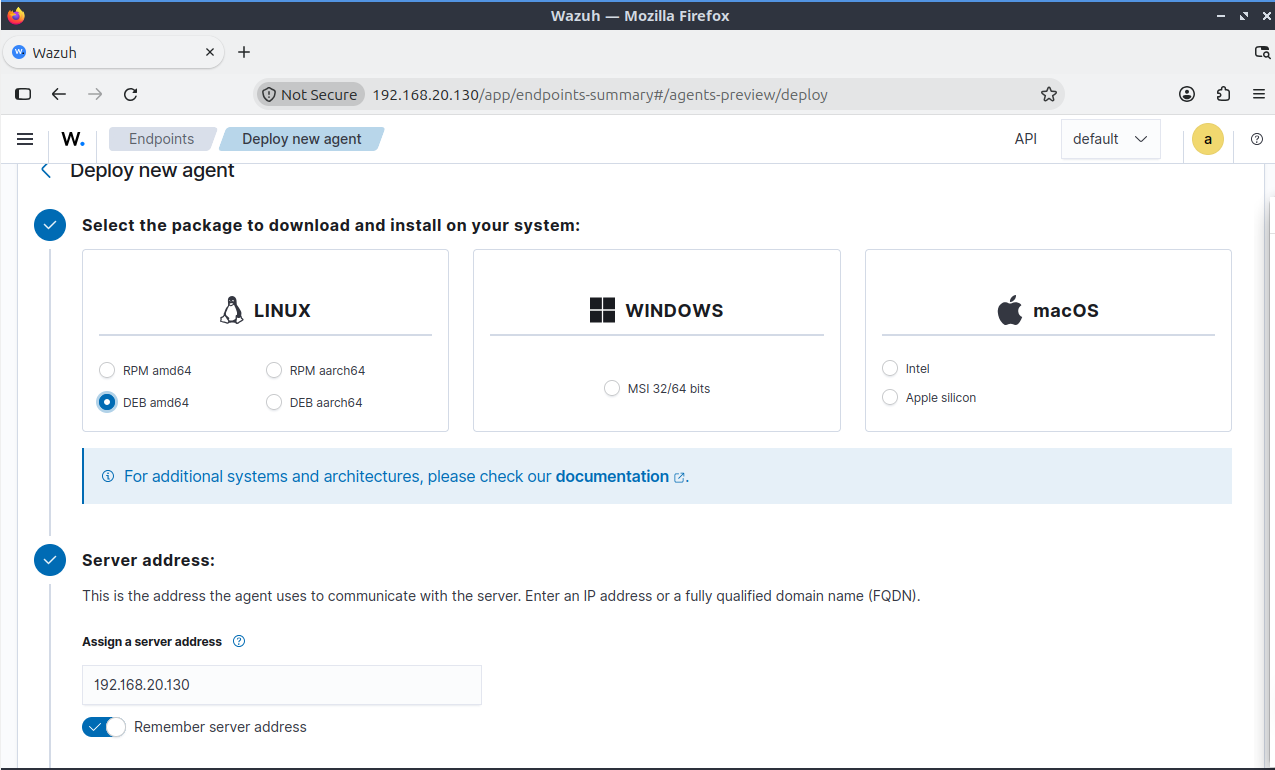 Wazuh — Mozilla Firefox
Wazuh
Not Secure 192.168.20.130/app/endpoints-summary#/agents-preview/deploy
W. Endpoints Deploy new agent API default a
Deploy new agent
Select the package to download and install on your system:
LINUX
RPM amd64 RPM aarch64
DEB amd64 DEB aarch64
WINDOWS
MSI 32/64 bits
macOS
Intel
Apple silicon
For additional systems and architectures, please check our documentation.
Server address:
This is the address the agent uses to communicate with the server. Enter an IP address or a fully qualified domain name (FQDN).
Assign a server address
192.168.20.130
Remember server address